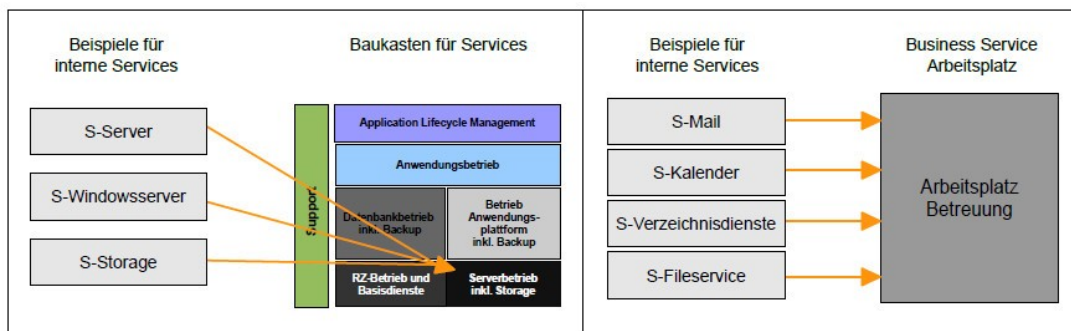 Beispiele für
interne Services
Baukasten für Services
S-Server
S-Windowsserver
S-Storage
Support
Application Lifecycle Management
Anwendungsbetrieb
Datenbankbetrieb
inkl. Backup
Betrieb
Anwendungs-
plattform
inkl. Backup
RZ-Betrieb und
Basisdienste
Serverbetrieb
inkl. Storage
Beispiele für
interne Services
Business Service
Arbeitsplatz
S-Mail
S-Kalender
S-Verzeichnisdienste
S-Fileservice
Arbeitsplatz
Betreuung